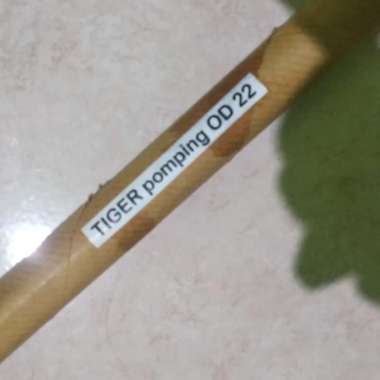 TIGER pomping OD 22